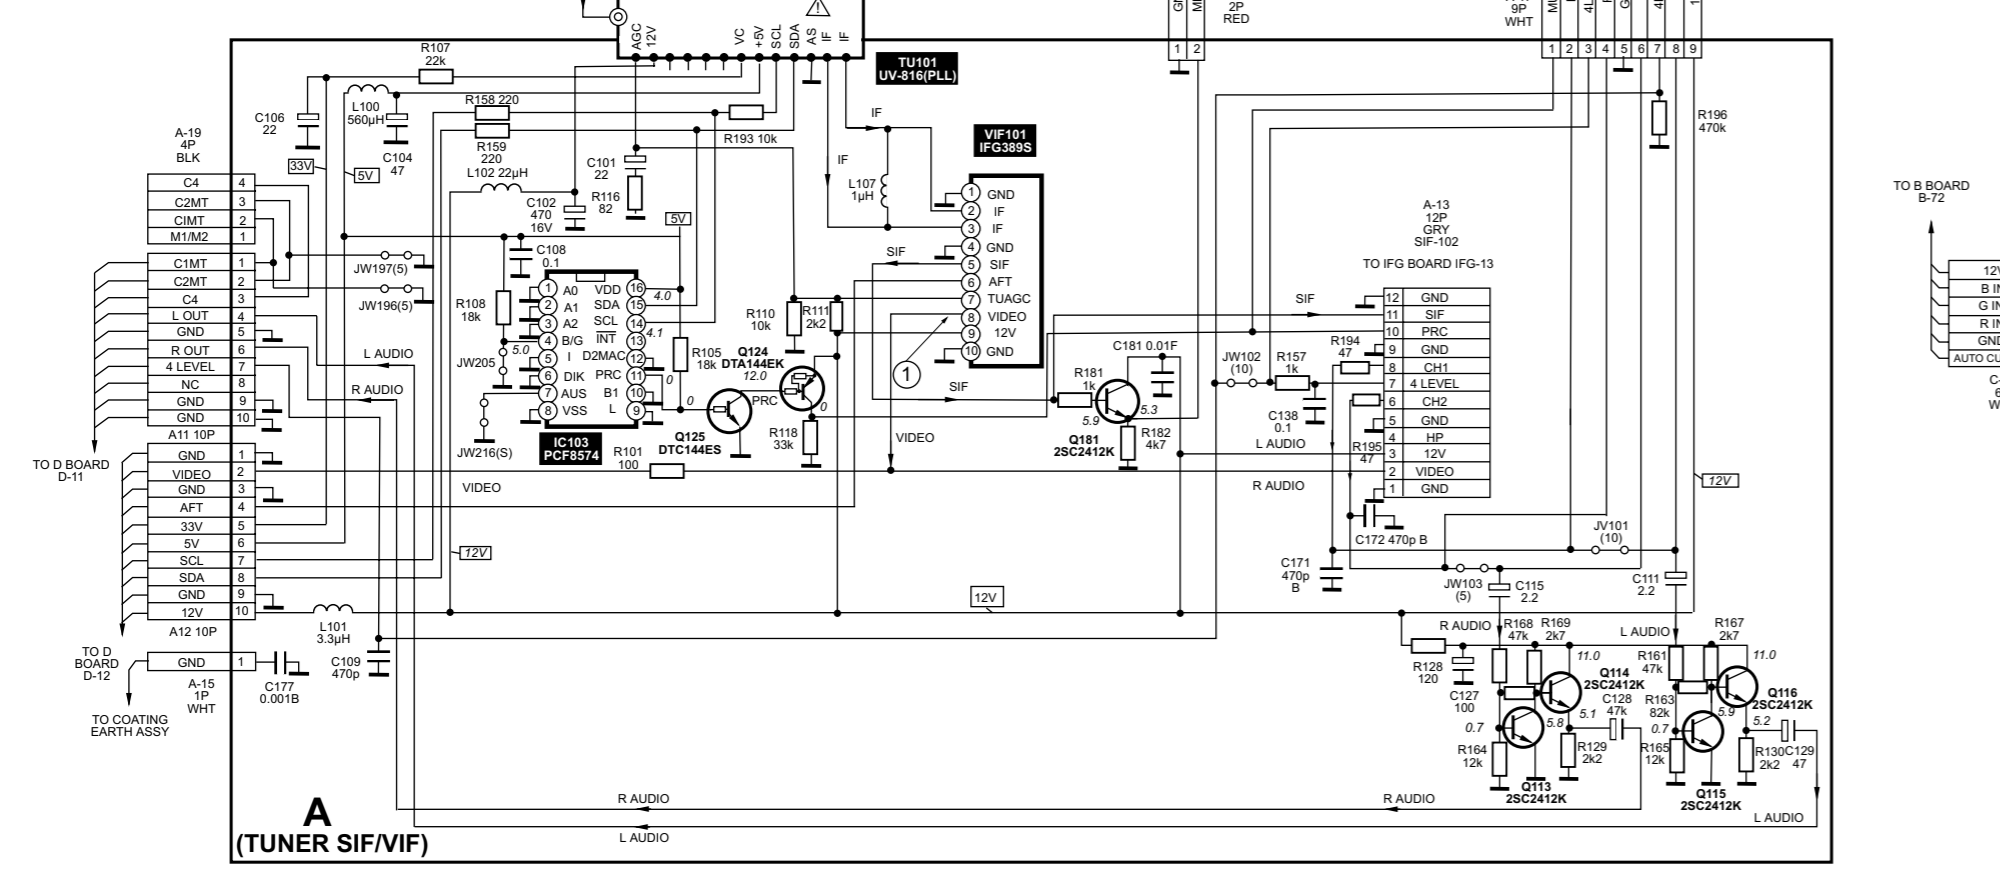 AGC
12V
VC
+5V
SCL
SDA
AS
IF
IF
2P
RED
9P
WHT
1
2
1
2
3
4
5
6
7
8
9
TU101
UV-816(PLL)
R107
22k
C106
22
L100
560µH
C104
47
R158 220
R159
220
L102 22µH
R193 10k
33V
5V
C101
22
R116
82
C102
470
16V
5V
C108
0.1
IF
IF
L107
1µH
VIF101
IFG389S
1 GND
2 IF
3 IF
4 GND
5 SIF
6 AFT
7 TUAGC
8 VIDEO
9 12V
10 GND
SIF
R196
470k
A-19
4P
BLK
C4 4
C2MT 3
CIMT 2
M1/M2 1
C1MT 1
C2MT 2
C4 3
L OUT 4
GND 5
R OUT 6
4 LEVEL 7
NC 8
GND 9
GND 10
A11 10P
TO D BOARD
D-11
GND 1
VIDEO 2
GND 3
AFT 4
33V 5
5V 6
SCL 7
SDA 8
GND 9
12V 10
A12 10P
TO D
BOARD
D-12
GND 1
A-15
1P
WHT
TO COATING
EARTH ASSY
C177
0.001B
JW197(5)
JW196(5)
L AUDIO
R AUDIO
R108
18k
JW205
JW216(S)
5.0
1 A0 VDD 16
2 A1 SDA 15
3 A2 SCL 14
4 B/G INT 13
5 I D2MAC 12
6 DIK PRC 11
7 AUS B1 10
8 VSS L 9
4.0
4.1
0
IC103
PCF8574
R105
18k
0
Q125
DTC144ES
PRC
Q124
DTA144EK
12.0
0
R110
10k
R111
2k2
R118
33k
R101
100
VIDEO
VIDEO
1
SIF
R181
1k
C181 0.01F
5.9
5.3
Q181
2SC2412K
R182
4k7
JW102
(10)
R157
1k
C138
0.1
SIF
A-13
12P
GRY
SIF-102
TO IFG BOARD IFG-13
12 GND
11 SIF
10 PRC
9 GND
8 CH1
7 4 LEVEL
6 CH2
5 GND
4 HP
3 12V
2 VIDEO
1 GND
R194
47
R195
47
L AUDIO
R AUDIO
C172 470p B
C171
470p
B
JV101
(10)
JW103
(5)
C115
2.2
C111
2.2
12V
12V
12V
L101
3.3µH
C109
470p
R AUDIO
R128
120
C127
100
R168
47k
R169
2k7
11.0
Q114
2SC2412K
C128
47k
0.7
5.8
5.1
R164
12k
R129
2k2
Q113
2SC2412K
L AUDIO
R161
47k
R167
2k7
11.0
Q116
2SC2412K
R163
82k
0.7
5.9
5.2
R165
12k
R130
2k2
C129
47
Q115
2SC2412K
R AUDIO
R AUDIO
L AUDIO
L AUDIO
A
(TUNER SIF/VIF)
TO B BOARD
B-72
AUTO CU